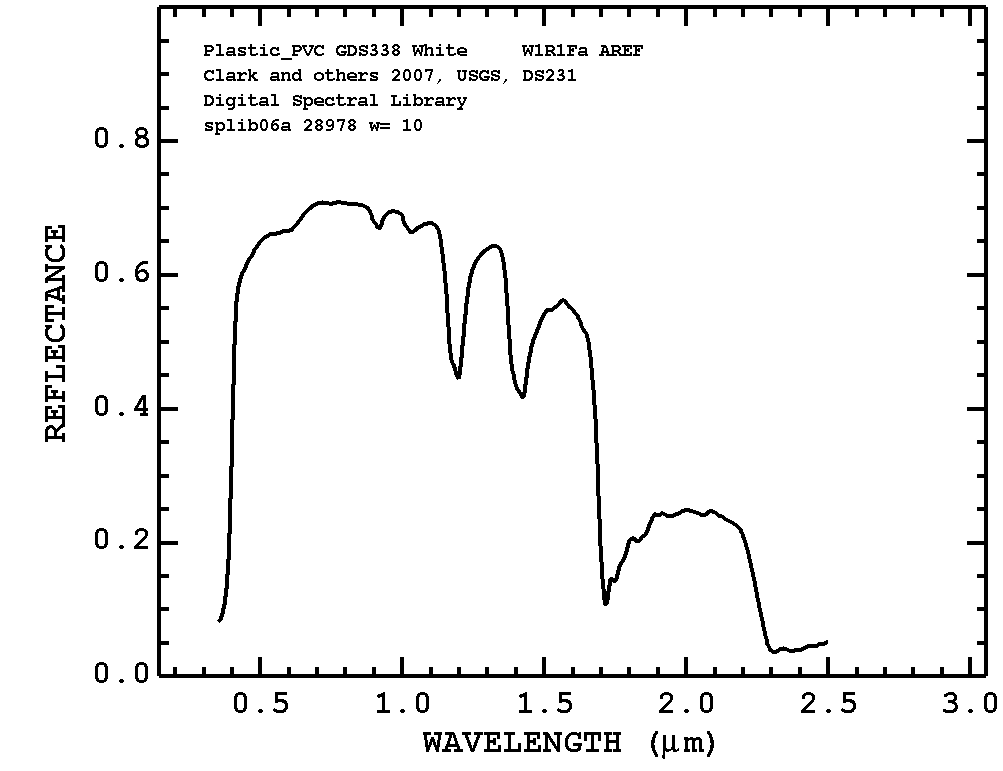 Plastic_PVC GDS338 White W1R1Fa AREF
Clark and others 2007, USGS, DS231
Digital Spectral Library
splib06a 28978 w= 10
REFLECTANCE
0.8
0.6
0.4
0.2
0.0
0.5 1.0 1.5 2.0 2.5 3.0
WAVELENGTH (μm)